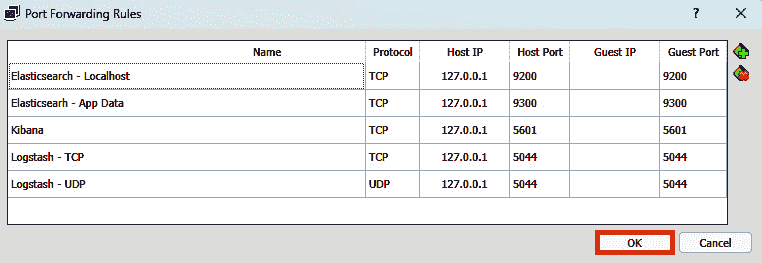 Port Forwarding Rules
Name Protocol Host IP Host Port Guest IP Guest Port
Elasticsearch - Localhost TCP 127.0.0.1 9200 9200
Elasticsearh - App Data TCP 127.0.0.1 9300 9300
Kibana TCP 127.0.0.1 5601 5601
Logstash - TCP TCP 127.0.0.1 5044 5044
Logstash - UDP UDP 127.0.0.1 5044 5044
OK Cancel